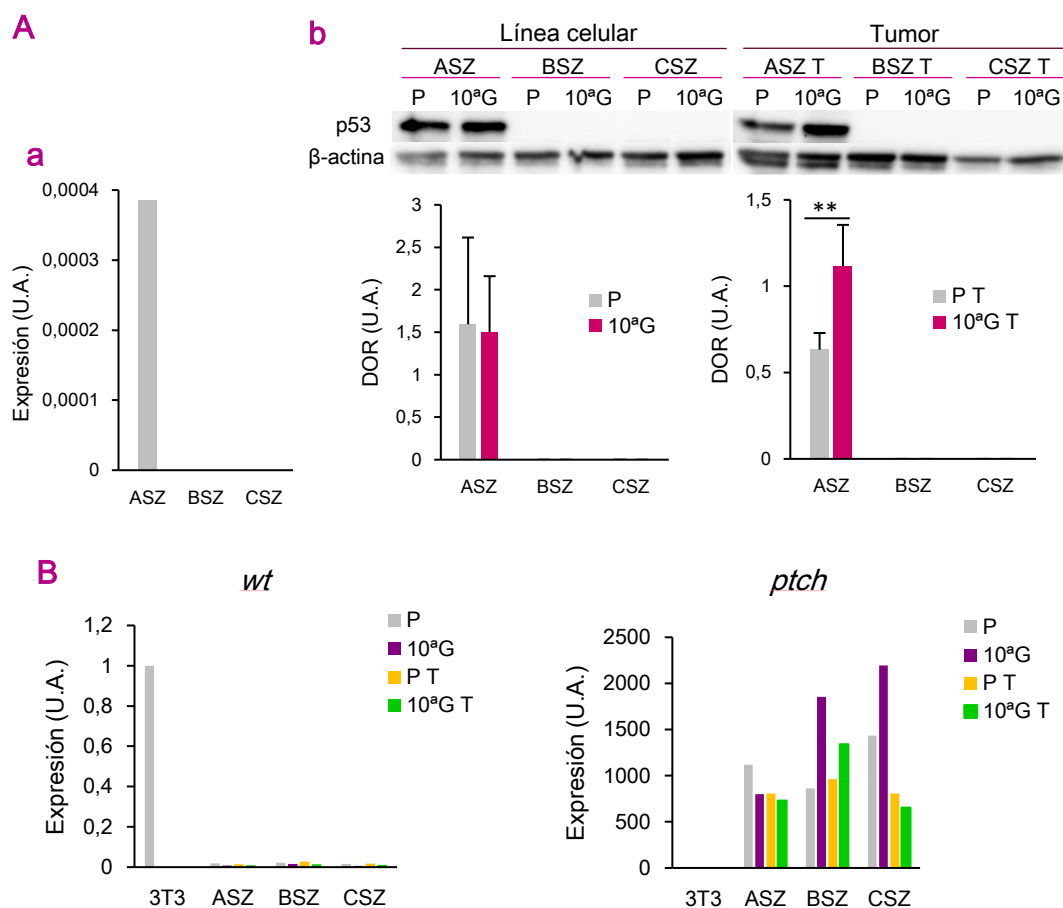 A
a
Expresión (U.A.)
0,0004
0,0003
0,0002
0,0001
0
ASZ BSZ CSZ
b
Línea celular Tumor
ASZ BSZ CSZ ASZ T BSZ T CSZ T
P 10ªG P 10ªG P 10ªG P 10ªG P 10ªG P 10ªG
p53
β-actina
DOR (U.A.)
3
2,5
2
1,5
1
0,5
0
ASZ BSZ CSZ
P
10ªG
DOR (U.A.)
1,5
1
0,5
0
**
ASZ BSZ CSZ
P T
10ªG T
B
wt
Expresión (U.A.)
1,2
1
0,8
0,6
0,4
0,2
0
3T3 ASZ BSZ CSZ
P
10ªG
P T
10ªG T
ptch
Expresión (U.A.)
2500
2000
1500
1000
500
0
3T3 ASZ BSZ CSZ
P
10ªG
P T
10ªG T